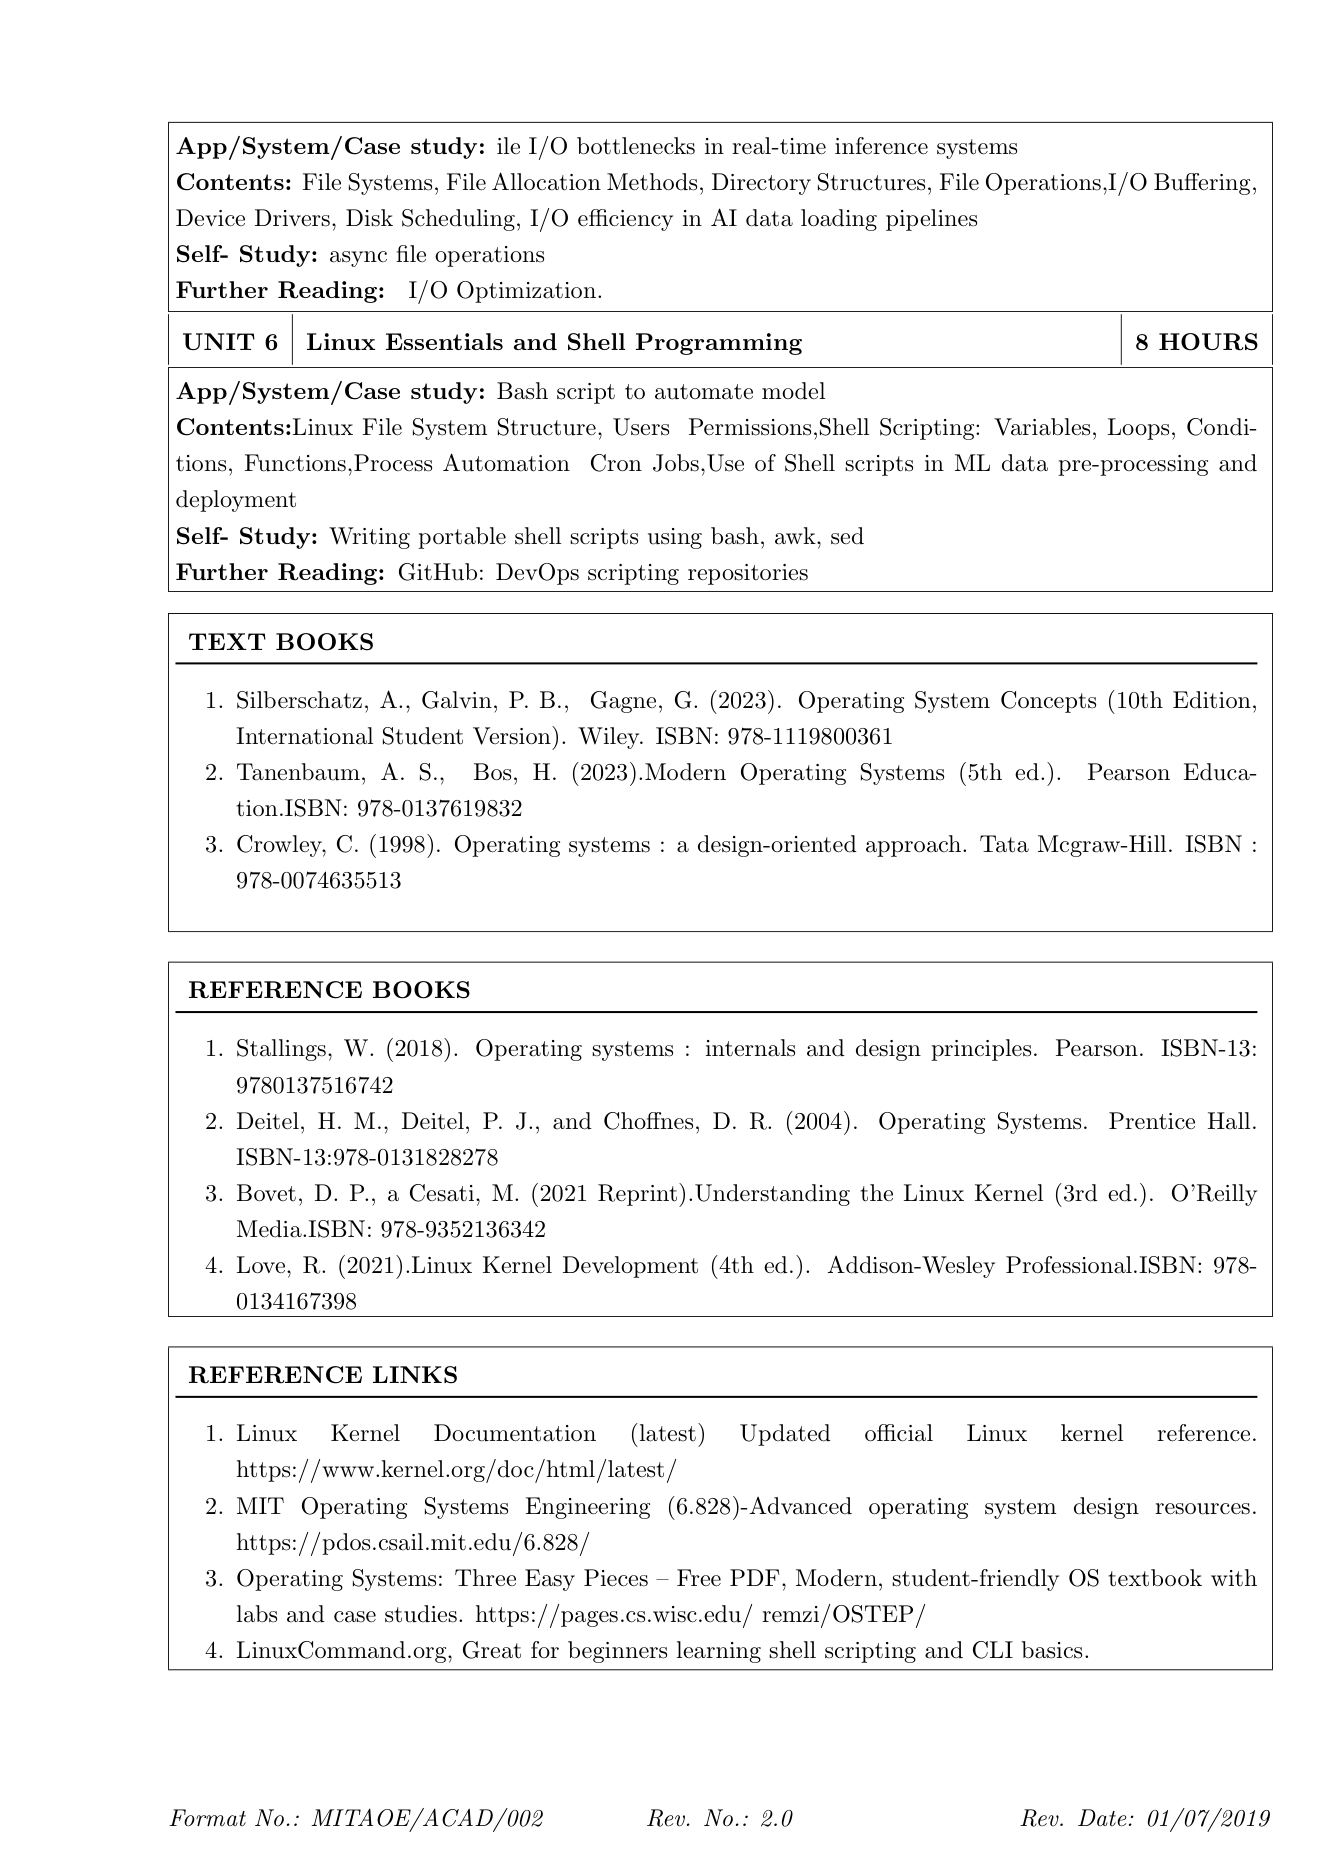 App/System/Case study: ile I/O bottlenecks in real-time inference systems
Contents: File Systems, File Allocation Methods, Directory Structures, File Operations,I/O Buffering,
Device Drivers, Disk Scheduling, I/O efficiency in AI data loading pipelines
Self- Study: async file operations
Further Reading: I/O Optimization.
UNIT 6 Linux Essentials and Shell Programming 8 HOURS
App/System/Case study: Bash script to automate model
Contents:Linux File System Structure, Users Permissions,Shell Scripting: Variables, Loops, Condi-
tions, Functions,Process Automation Cron Jobs,Use of Shell scripts in ML data pre-processing and
deployment
Self- Study: Writing portable shell scripts using bash, awk, sed
Further Reading: GitHub: DevOps scripting repositories
TEXT BOOKS
1. Silberschatz, A., Galvin, P. B., Gagne, G. (2023). Operating System Concepts (10th Edition,
International Student Version). Wiley. ISBN: 978-1119800361
2. Tanenbaum, A. S., Bos, H. (2023).Modern Operating Systems (5th ed.). Pearson Educa-
tion.ISBN: 978-0137619832
3. Crowley, C. (1998). Operating systems : a design-oriented approach. Tata Mcgraw-Hill. ISBN :
978-0074635513
REFERENCE BOOKS
1. Stallings, W. (2018). Operating systems : internals and design principles. Pearson. ISBN-13:
9780137516742
2. Deitel, H. M., Deitel, P. J., and Choffnes, D. R. (2004). Operating Systems. Prentice Hall.
ISBN-13:978-0131828278
3. Bovet, D. P., a Cesati, M. (2021 Reprint).Understanding the Linux Kernel (3rd ed.). O'Reilly
Media.ISBN: 978-9352136342
4. Love, R. (2021).Linux Kernel Development (4th ed.). Addison-Wesley Professional.ISBN: 978-
0134167398
REFERENCE LINKS
1. Linux Kernel Documentation (latest) Updated official Linux kernel reference.
https://www.kernel.org/doc/html/latest/
2. MIT Operating Systems Engineering (6.828)-Advanced operating system design resources.
https://pdos.csail.mit.edu/6.828/
3. Operating Systems: Three Easy Pieces – Free PDF, Modern, student-friendly OS textbook with
labs and case studies. https://pages.cs.wisc.edu/ remzi/OSTEP/
4. LinuxCommand.org, Great for beginners learning shell scripting and CLI basics.
Format No.: MITAOE/ACAD/002 Rev. No.: 2.0 Rev. Date: 01/07/2019